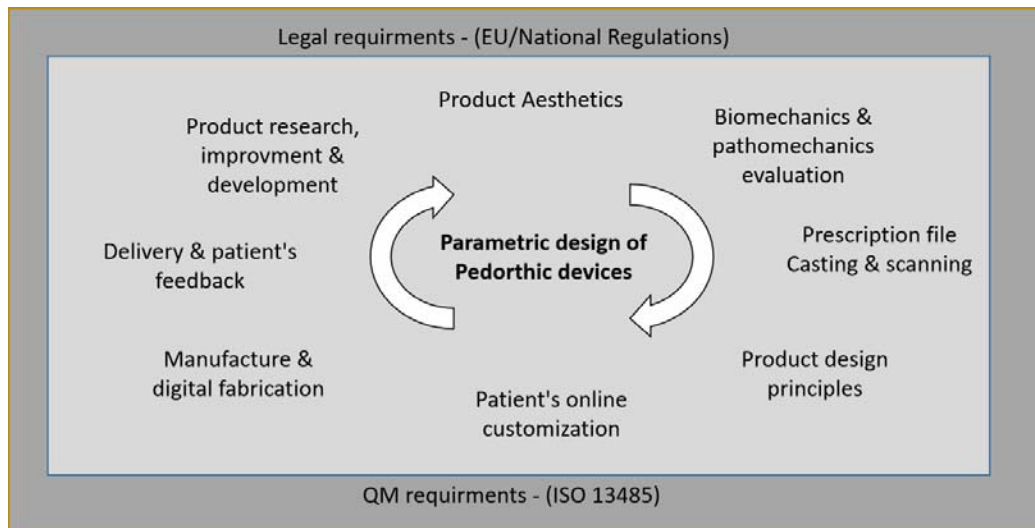 Legal requirments - (EU/National Regulations)
Product Aesthetics
Biomechanics &
pathomechanics
evaluation
Prescription file
Casting & scanning
Product design
principles
Patient's online
customization
Manufacture &
digital fabrication
Delivery & patient's
feedback
Product research,
improvment &
development
Parametric design of
Pedorthic devices
QM requirments - (ISO 13485)